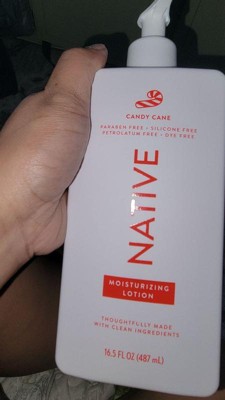 CANDY CANE
PARABEN FREE • SILICONE FREE
PETROLATUM FREE • DYE FREE
NATIVE
MOISTURIZING
LOTION
THOUGHTFULLY MADE
WITH CLEAN INGREDIENTS
16.5 FL OZ (487 mL)